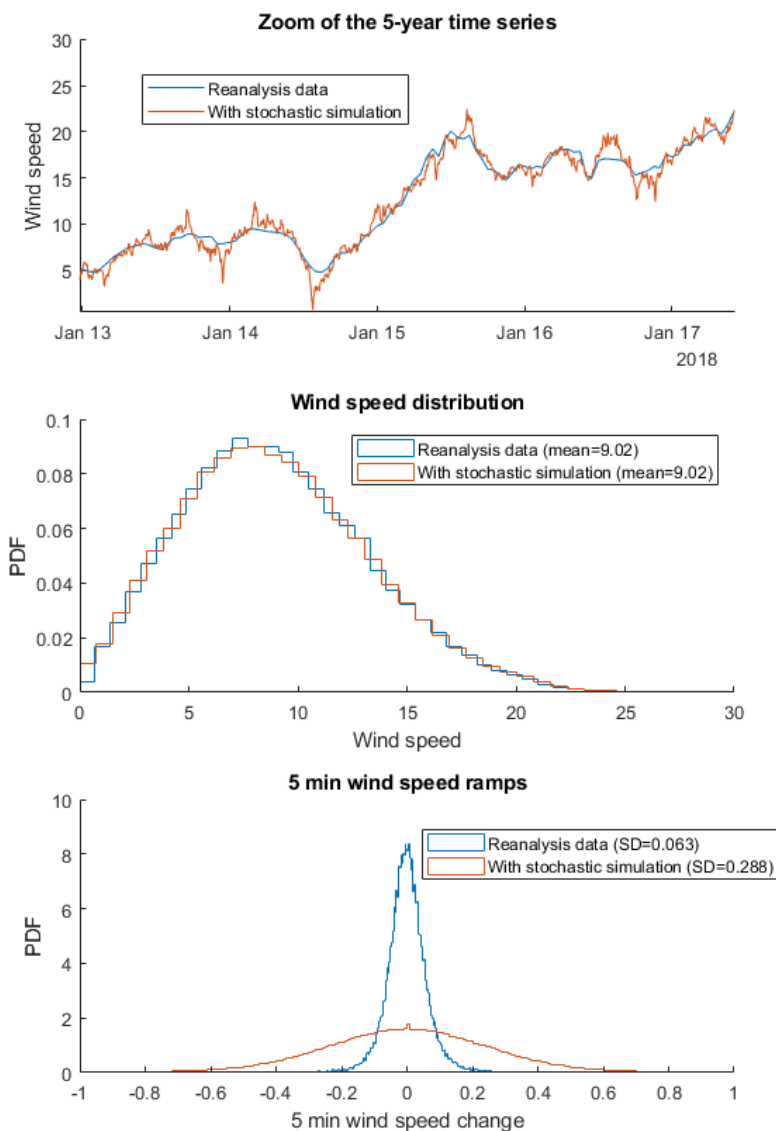 Zoom of the 5-year time series
30
25
20
15
10
5
Wind speed
Reanalysis data
With stochastic simulation
Jan 13
Jan 14
Jan 15
Jan 16
Jan 17
2018
Wind speed distribution
0.1
0.08
0.06
0.04
0.02
0
PDF
Reanalysis data (mean=9.02)
With stochastic simulation (mean=9.02)
0
5
10
15
20
25
30
Wind speed
5 min wind speed ramps
10
8
6
4
2
0
PDF
Reanalysis data (SD=0.063)
With stochastic simulation (SD=0.288)
-1
-0.8
-0.6
-0.4
-0.2
0
0.2
0.4
0.6
0.8
1
5 min wind speed change